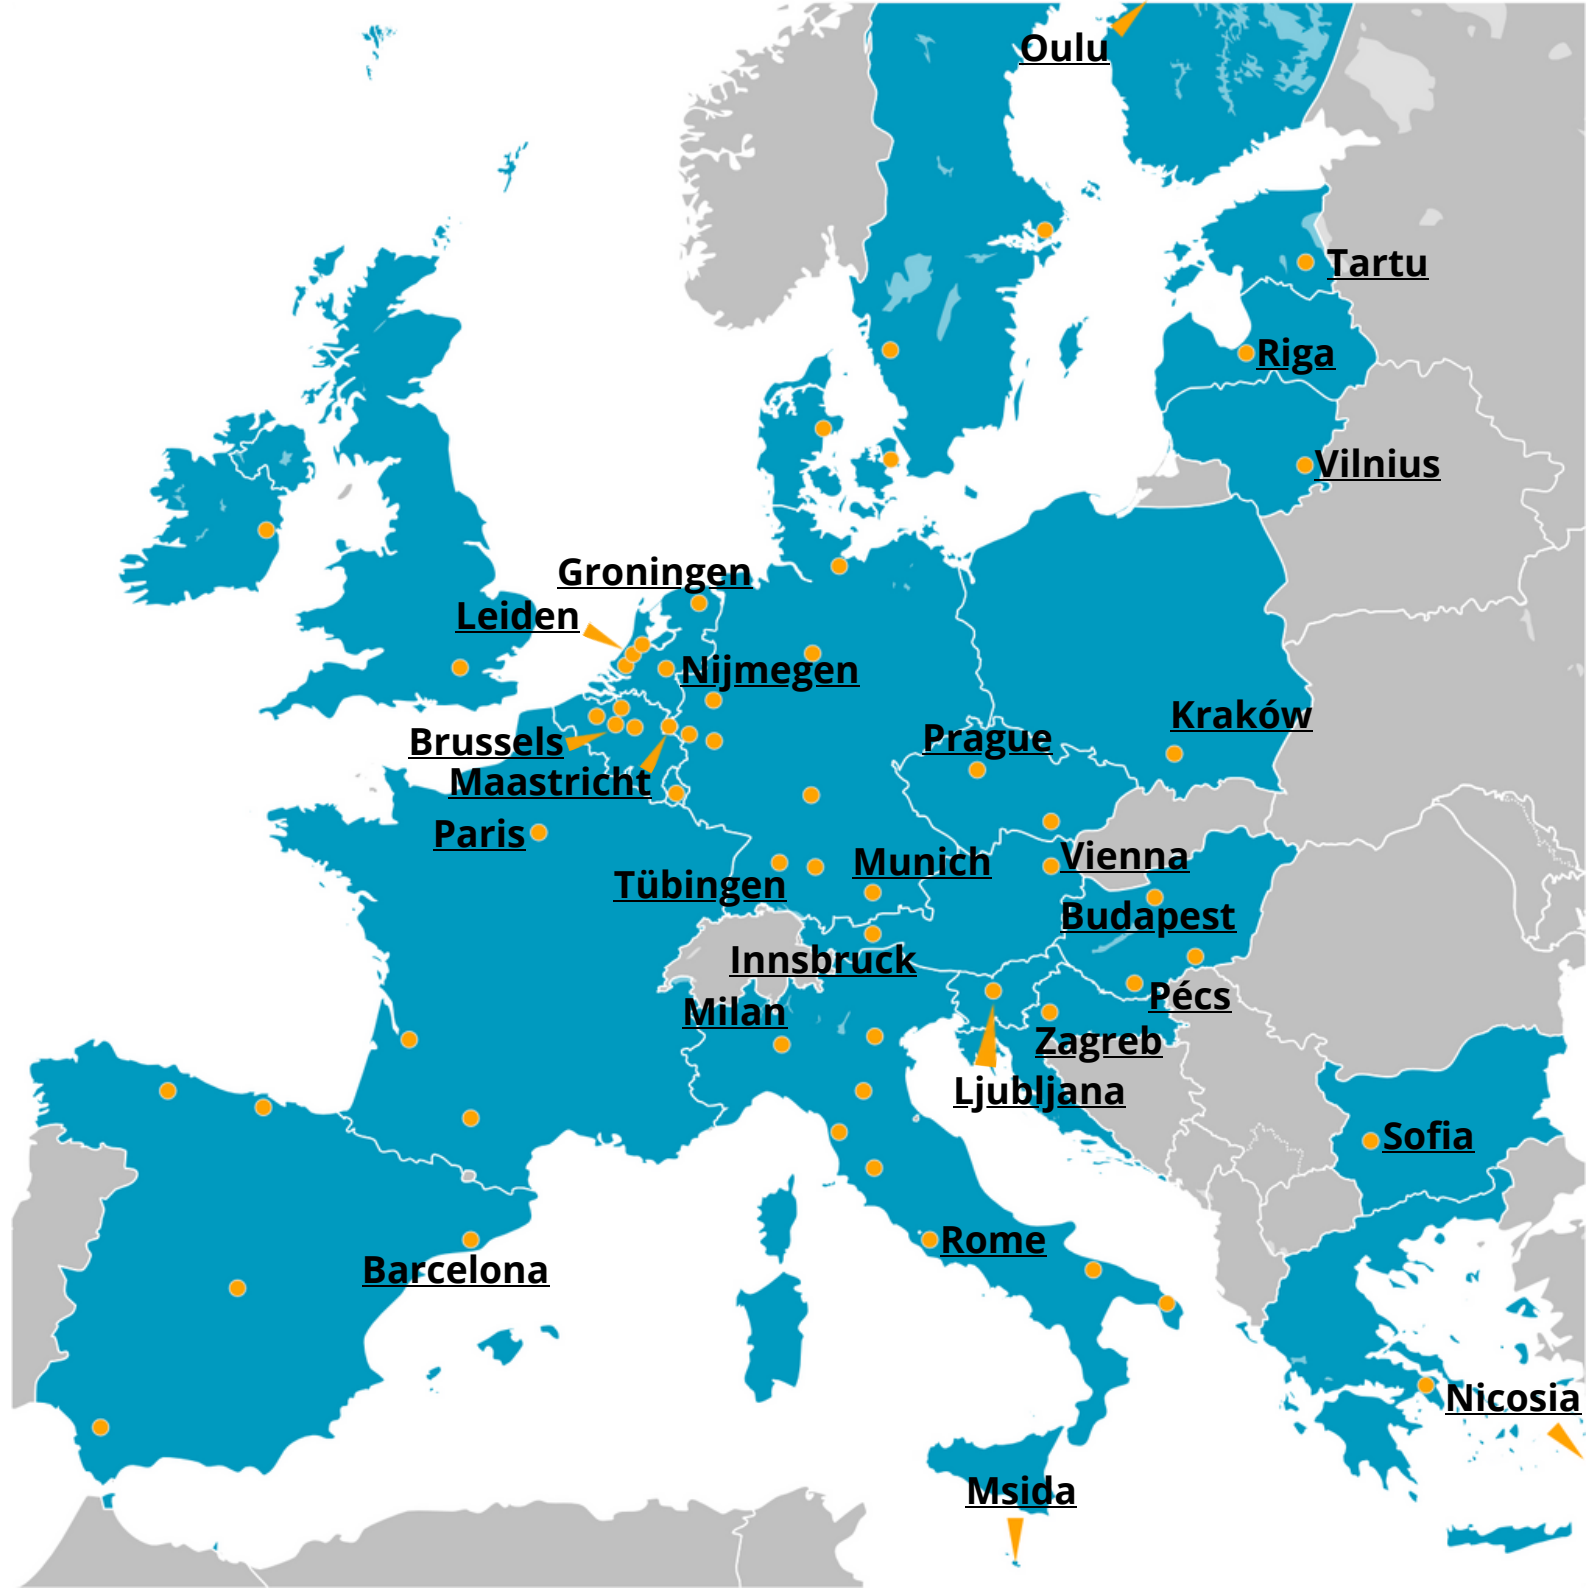 Oulu
Tartu
Riga
Vilnius
Groningen
Leiden
Nijmegen
Kraków
Prague
Brussels
Maastricht
Paris
Vienna
Munich
Tübingen
Budapest
Innsbruck
Pécs
Milan
Zagreb
Ljubljana
Sofia
Rome
Barcelona
Nicosia
Msida